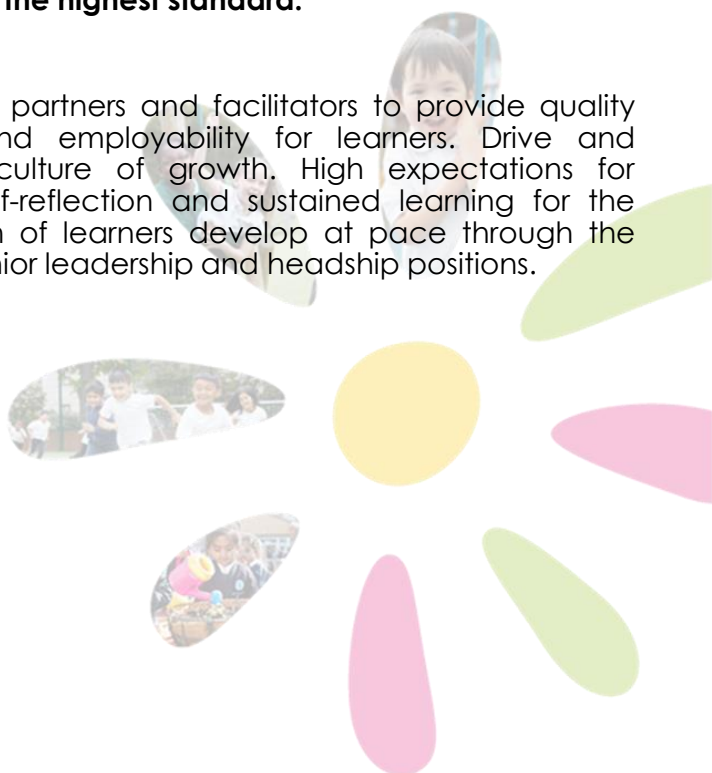 the highest standard.
partners and facilitators to provide quality
nd employability for learners. Drive and
culture of growth. High expectations for
f-reflection and sustained learning for the
of learners develop at pace through the
nior leadership and headship positions.